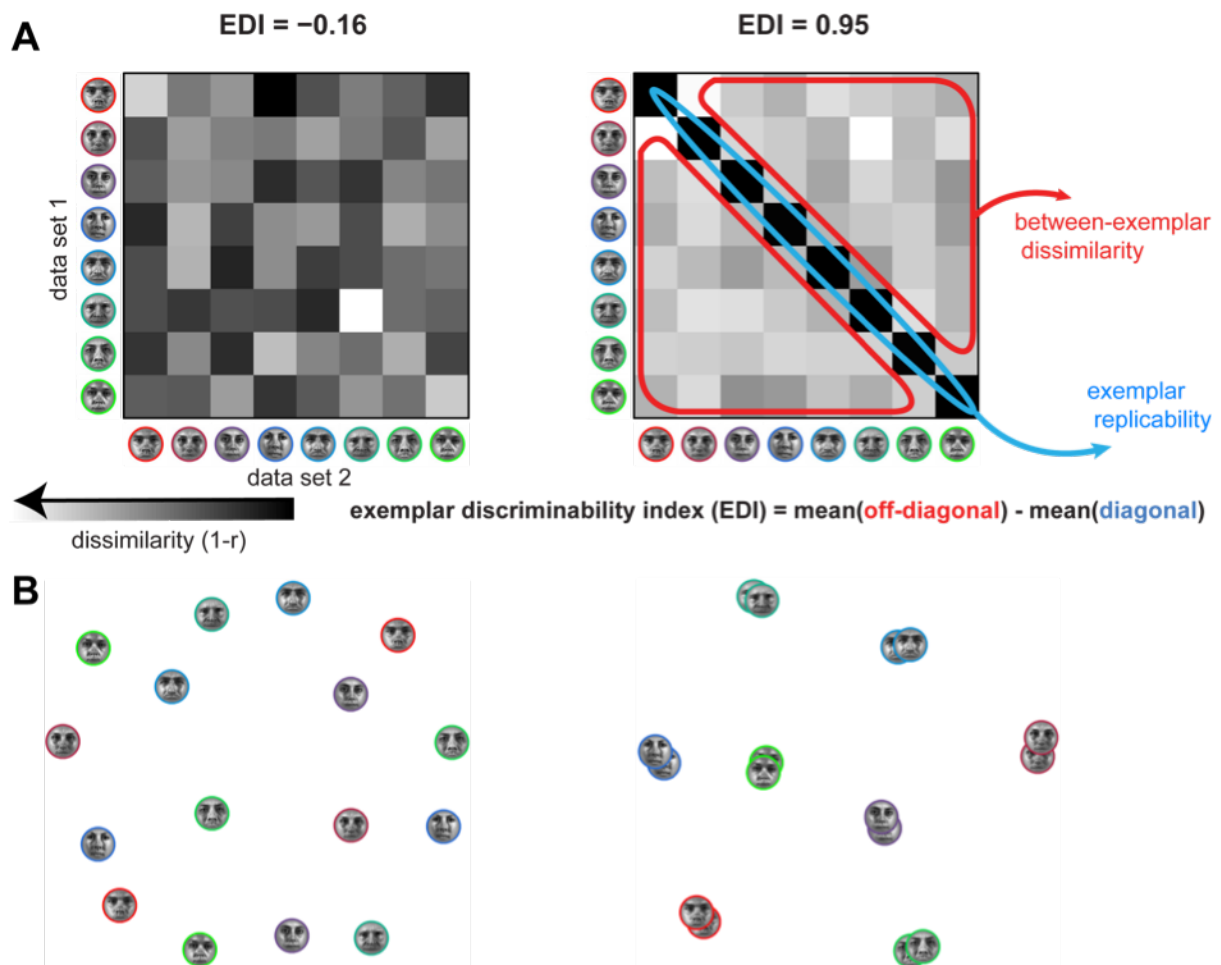 A
EDI = −0.16
EDI = 0.95
data set 1
between-exemplar
dissimilarity
exemplar
replicability
data set 2
dissimilarity (1-r)
exemplar discriminability index (EDI) = mean(off-diagonal) - mean(diagonal)
B